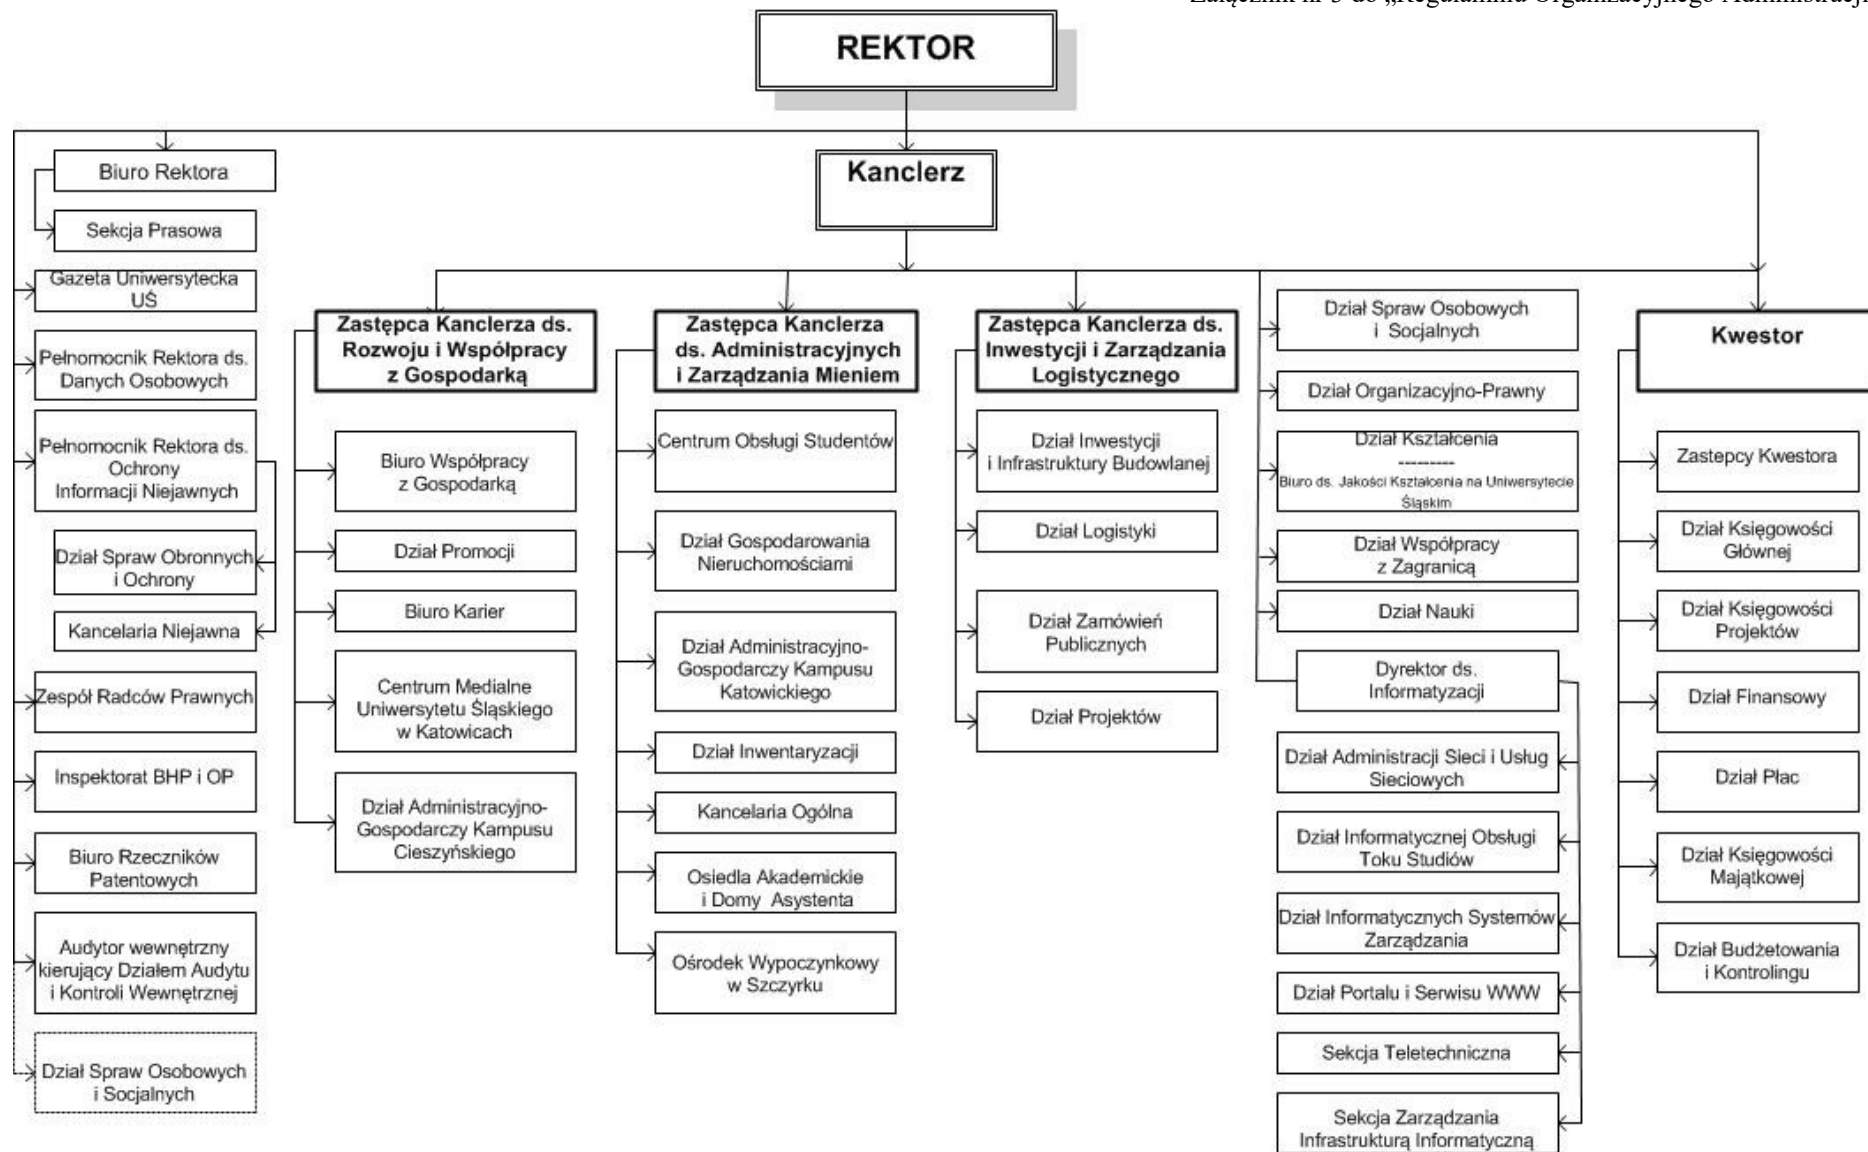 Załącznik nr 3 do „Regulaminu Organizacyjnego Administracji
REKTOR
Kanclerz
Biuro Rektora
Sekcja Prasowa
Gazeta Uniwersytecka
UŚ
Pełnomocnik Rektora ds.
Danych Osobowych
Pełnomocnik Rektora ds.
Ochrony
Informacji Niejawnych
Dział Spraw Obronnych
i Ochrony
Kancelaria Niejawna
Zespół Radców Prawnych
Inspektorat BHP i OP
Biuro Rzeczników
Patentowych
Audytor wewnętrzny
kierujący Działem Audytu
i Kontroli Wewnętrznej
Dział Spraw Osobowych
i Socjalnych
Zastępca Kanclerza ds.
Rozwoju i Współpracy
z Gospodarką
Biuro Współpracy
z Gospodarką
Dział Promocji
Biuro Karier
Centrum Medialne
Uniwersytetu Śląskiego
w Katowicach
Dział Administracyjno-
Gospodarczy Kampusu
Cieszyńskiego
Zastępca Kanclerza
ds. Administracyjnych
i Zarządzania Mieniem
Centrum Obsługi Studentów
Dział Gospodarowania
Nieruchomościami
Dział Administracyjno-
Gospodarczy Kampusu
Katowickiego
Dział Inwentaryzacji
Kancelaria Ogólna
Osiedla Akademickie
i Domy Asystenta
Ośrodek Wypoczynkowy
w Szczyrku
Zastępca Kanclerza ds.
Inwestycji i Zarządzania
Logistycznego
Dział Inwestycji
i Infrastruktury Budowlanej
Dział Logistyki
Dział Zamówień
Publicznych
Dział Projektów
Dział Spraw Osobowych
i Socjalnych
Dział Organizacyjno-Prawny
Dział Kształcenia
---------
Biuro ds. Jakości Kształcenia na Uniwersytecie
Śląskim
Dział Współpracy
z Zagranicą
Dział Nauki
Dyrektor ds.
Informatyzacji
Dział Administracji Sieci i Usług
Sieciowych
Dział Informatycznej Obsługi
Toku Studiów
Dział Informatycznych Systemów
Zarządzania
Dział Portalu i Serwisu WWW
Sekcja Teletechniczna
Sekcja Zarządzania
Infrastrukturą Informatyczną
Kwestor
Zastepcy Kwestora
Dział Księgowości
Głównej
Dział Księgowości
Projektów
Dział Finansowy
Dział Płac
Dział Księgowości
Majątkowej
Dział Budżetowania
i Kontrolingu